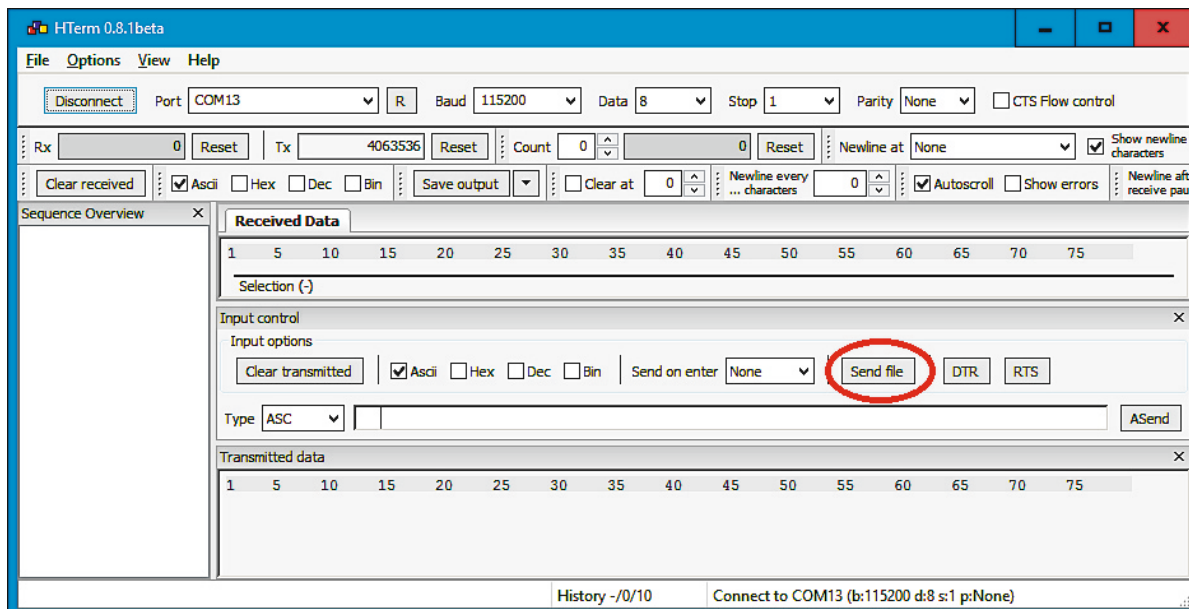 HTerm 0.8.1beta
File Options View Help
Disconnect Port COM13 R Baud 115200 Data 8 Stop 1 Parity None CTS Flow control
Rx 0 Reset Tx 4063536 Reset Count 0 0 Reset Newline at None Show newline characters
Clear received Ascii Hex Dec Bin Save output Clear at 0 Newline every ... characters 0 Autoscroll Show errors Newline aft receive pau
Sequence Overview X Received Data
1 5 10 15 20 25 30 35 40 45 50 55 60 65 70 75
Selection (-)
Input control
Input options
Clear transmitted Ascii Hex Dec Bin Send on enter None Send file DTR RTS
Type ASC ASend
Transmitted data
1 5 10 15 20 25 30 35 40 45 50 55 60 65 70 75
History -/0/10 Connect to COM13 (b:115200 d:8 s:1 p:None)